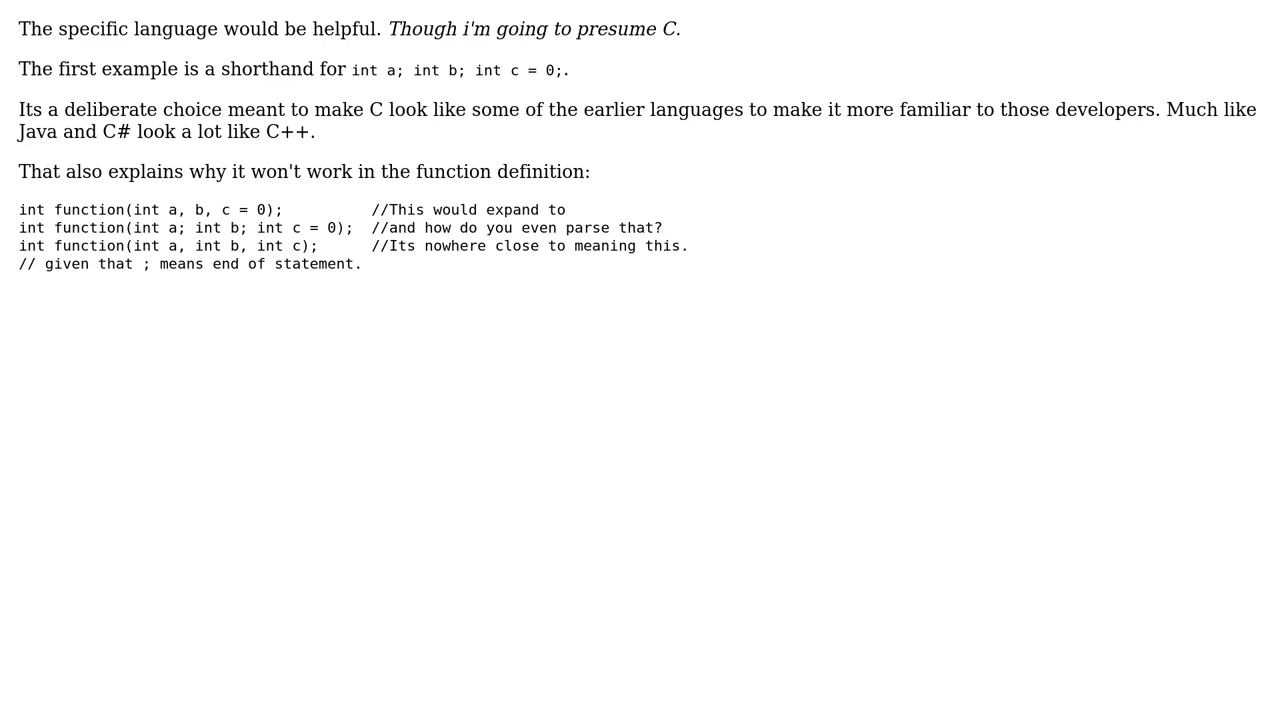 The specific language would be helpful. Though i'm going to presume C.
The first example is a shorthand for int a; int b; int c = 0;.
Its a deliberate choice meant to make C look like some of the earlier languages to make it more familiar to those developers. Much like
Java and C# look a lot like C++.
That also explains why it won't work in the function definition:
int function(int a, b, c = 0);          //This would expand to
int function(int a; int b; int c = 0);  //and how do you even parse that?
int function(int a, int b, int c);      //Its nowhere close to meaning this.
// given that ; means end of statement.